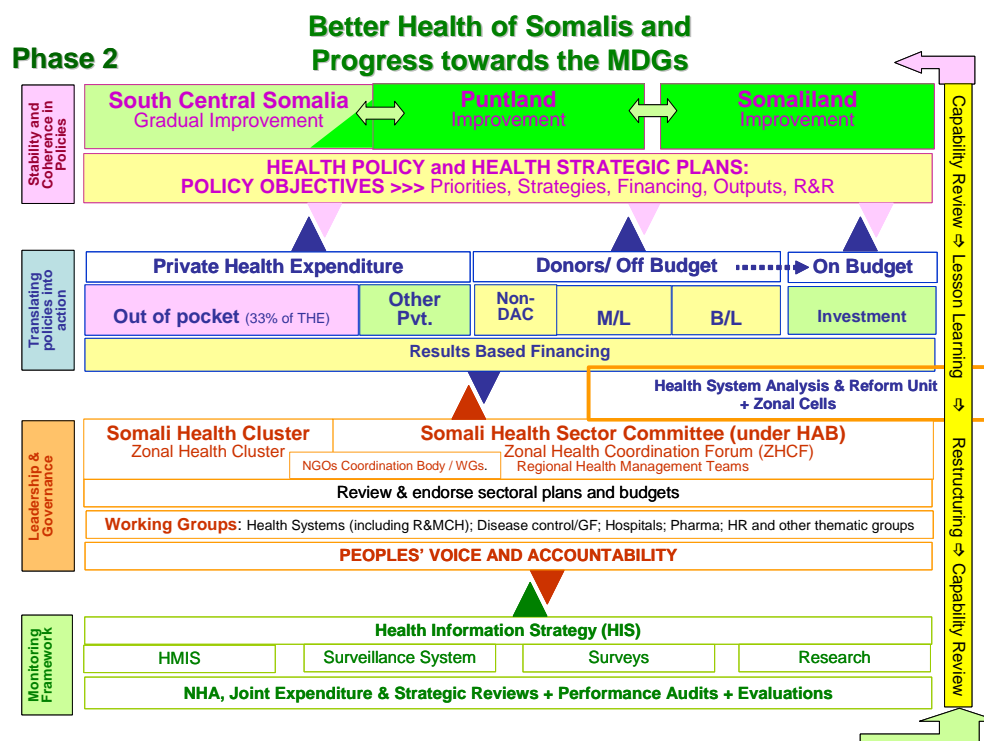 Better Health of Somalis and
Progress towards the MDGs
Phase 2
Stability and
Coherence in
Policies
South Central Somalia
Gradual Improvement
Puntland
Improvement
Somaliland
Improvement
HEALTH POLICY and HEALTH STRATEGIC PLANS:
POLICY OBJECTIVES >>> Priorities, Strategies, Financing, Outputs, R&R
Translating
policies into
action
Private Health Expenditure
Donors/ Off Budget
On Budget
Out of pocket (33% of THE)
Other
Pvt.
Non-
DAC
M/L
B/L
Investment
Results Based Financing
Health System Analysis & Reform Unit
+ Zonal Cells
Leadership &
Governance
Somali Health Cluster
Zonal Health Cluster
Somali Health Sector Committee (under HAB)
Zonal Health Coordination Forum (ZHCF)
NGOs Coordination Body / WGs.
Regional Health Management Teams
Review & endorse sectoral plans and budgets
Working Groups: Health Systems (including R&MCH); Disease control/GF; Hospitals; Pharma; HR and other thematic groups
PEOPLES' VOICE AND ACCOUNTABILITY
Monitoring
Framework
Health Information Strategy (HIS)
HMIS
Surveillance System
Surveys
Research
NHA, Joint Expenditure & Strategic Reviews + Performance Audits + Evaluations
Capability Review ⇨ Lesson Learning ⇨ Restructuring ⇨ Capability Review